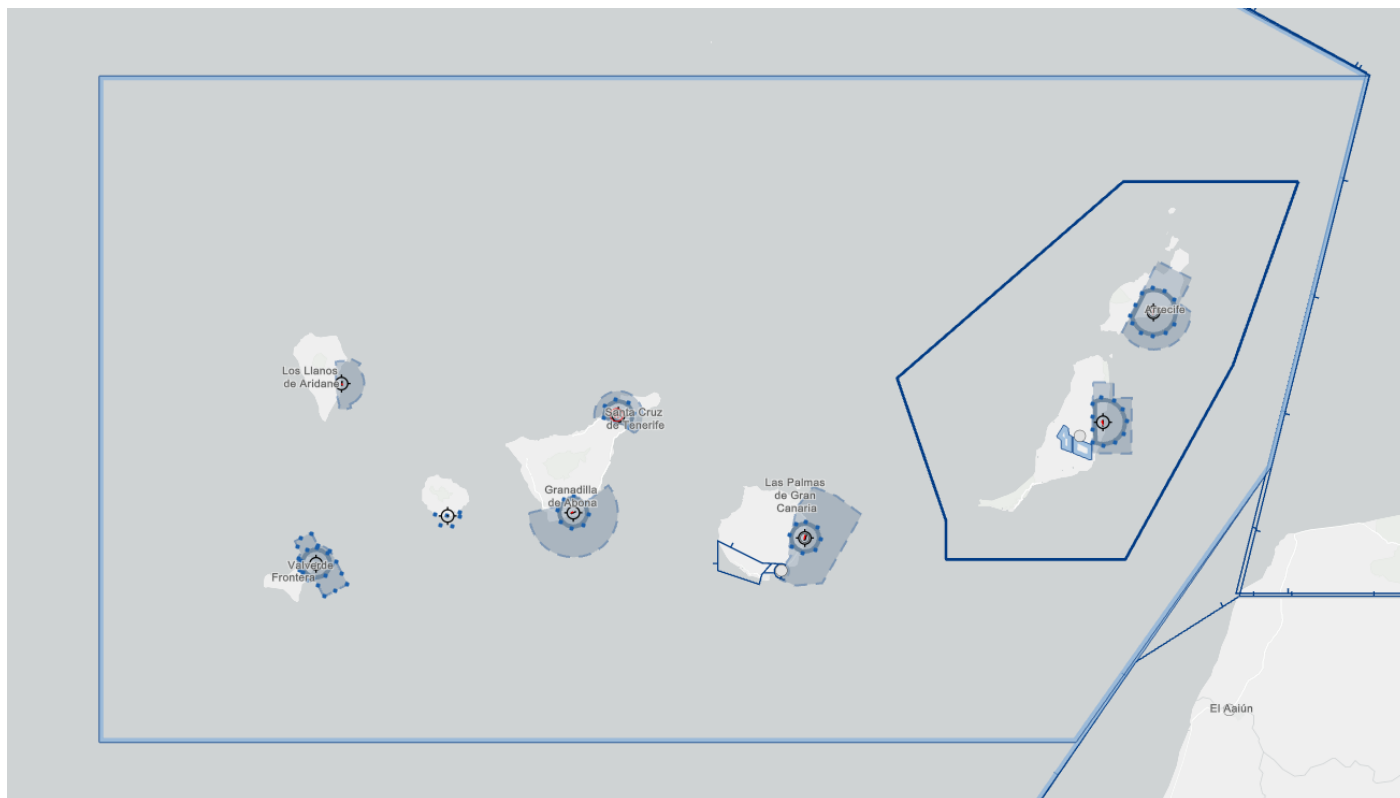 Arrecife
Los Llanos
de Aridane
Santa Cruz
de Tenerife
Las Palmas
de Gran
Canaria
Granadilla
de Abona
Valverde
Frontera
El Aaiún